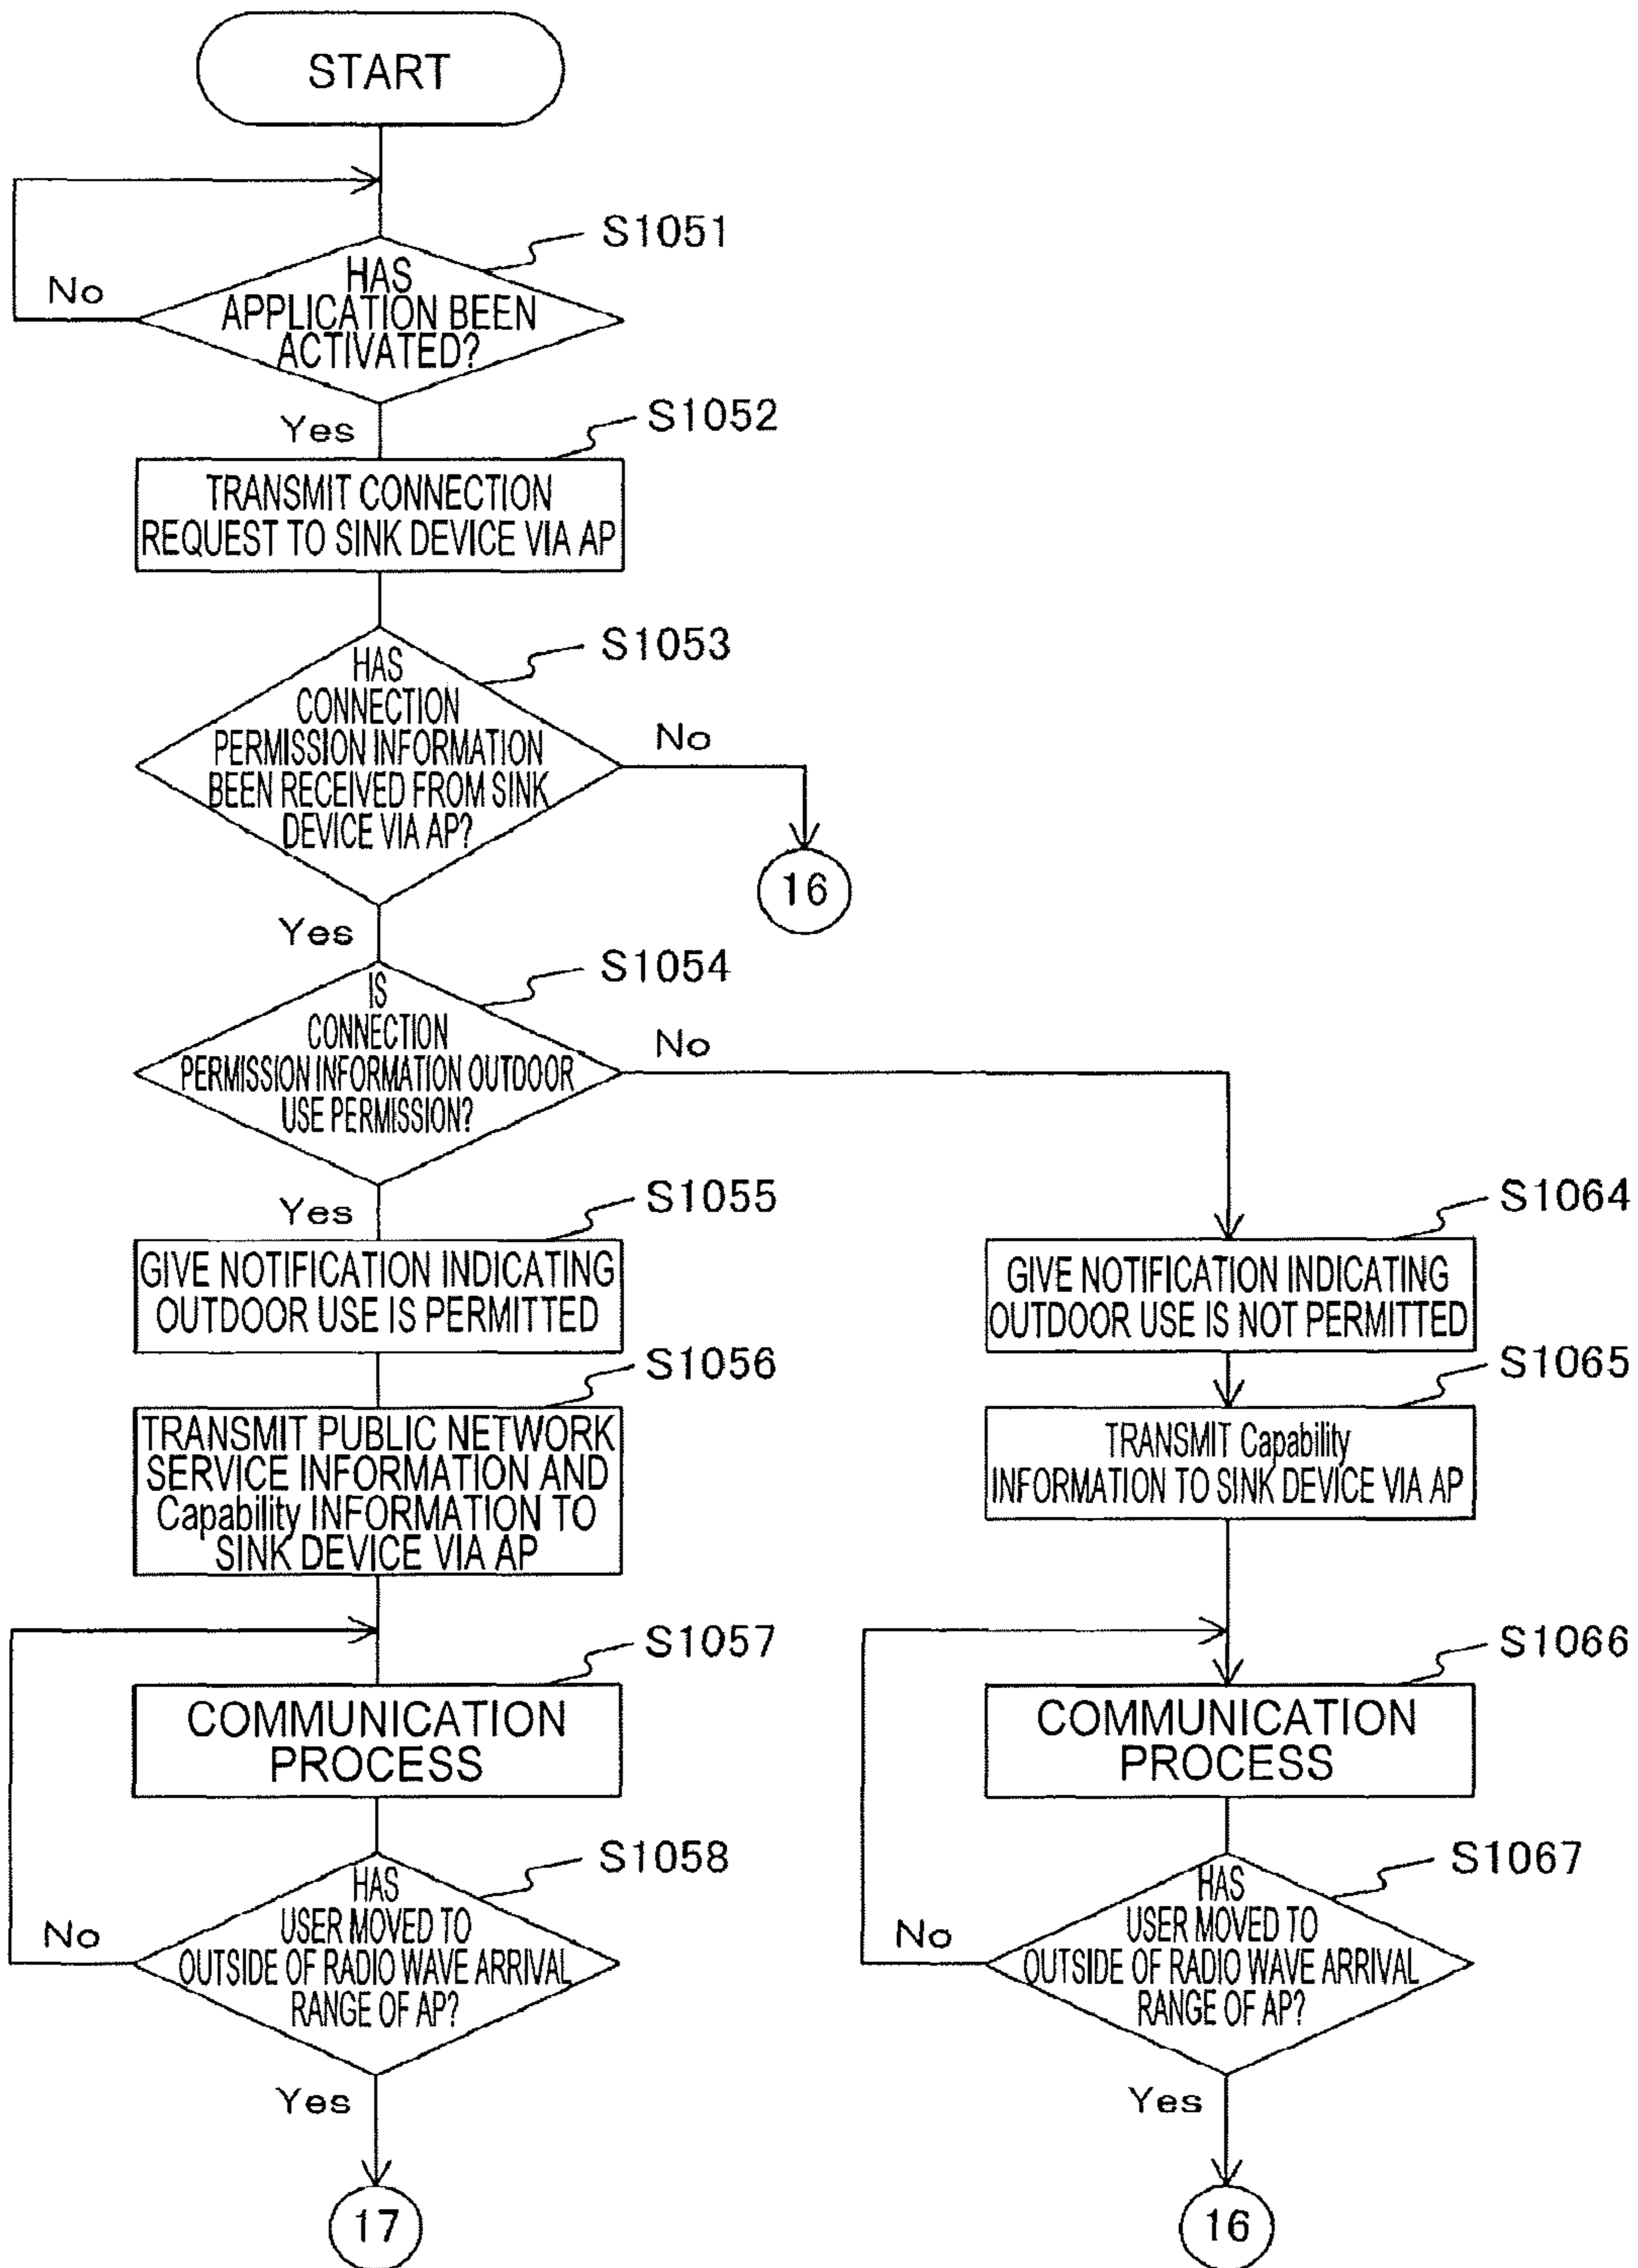 START
S1051
No
HAS
APPLICATION BEEN
ACTIVATED?
Yes
S1052
TRANSMIT CONNECTION
REQUEST TO SINK DEVICE VIA AP
S1053
HAS
CONNECTION
PERMISSION INFORMATION
BEEN RECEIVED FROM SINK
DEVICE VIA AP?
No
16
Yes
S1054
IS
CONNECTION
PERMISSION INFORMATION OUTDOOR
USE PERMISSION?
No
Yes
S1055
GIVE NOTIFICATION INDICATING
OUTDOOR USE IS PERMITTED
S1056
TRANSMIT PUBLIC NETWORK
SERVICE INFORMATION AND
Capability INFORMATION TO
SINK DEVICE VIA AP
S1057
COMMUNICATION
PROCESS
S1058
HAS
USER MOVED TO
OUTSIDE OF RADIO WAVE ARRIVAL
RANGE OF AP?
No
Yes
17
S1064
GIVE NOTIFICATION INDICATING
OUTDOOR USE IS NOT PERMITTED
S1065
TRANSMIT Capability
INFORMATION TO SINK DEVICE VIA AP
S1066
COMMUNICATION
PROCESS
S1067
HAS
USER MOVED TO
OUTSIDE OF RADIO WAVE ARRIVAL
RANGE OF AP?
No
Yes
16